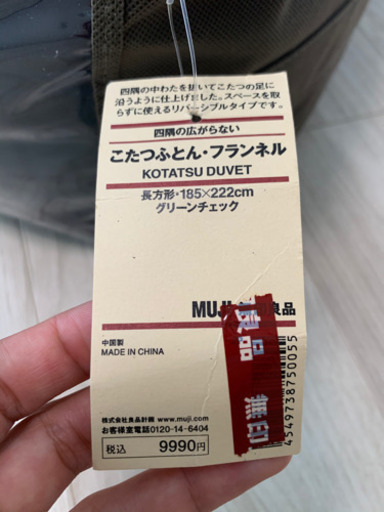 四隅の中わたを抜いてこたつの足に
沿うように仕上げました。スペースを取
らずに使えるリバーシブルタイプです。
四隅の広がらない
こたつふとん・フランネル
KOTATSU DUVET
長方形・185×222cm
グリーンチェック
MUJI 良品
良品 無印
中国製
MADE IN CHINA
4549738750055
株式会社良品計画 www.muji.com
お客様室電話0120-14-6404
税込 9990円